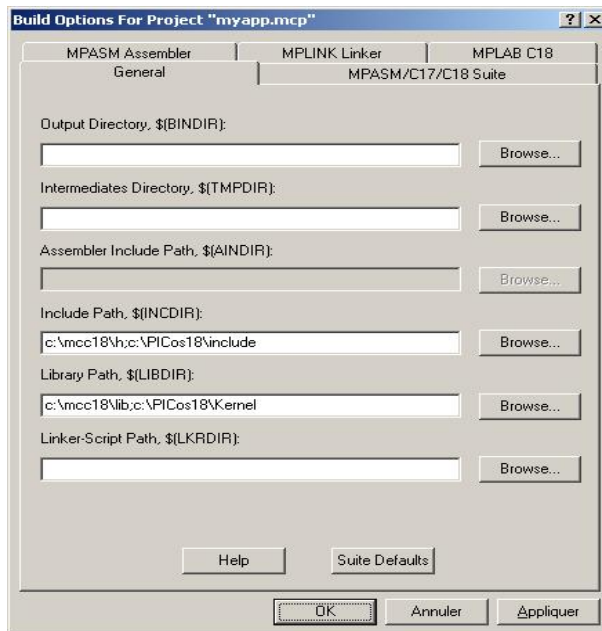 Build Options For Project "myapp.mcp"
MPASM Assembler MPLINK Linker MPLAB C18
General MPASM/C17/C18 Suite
Output Directory, $(BINDIR):
Browse...
Intermediates Directory, $(TMPDIR):
Browse...
Assembler Include Path, $(AINDIR):
Browse...
Include Path, $(INCDIR):
c:\mcc18\h;c:\PICos18\include Browse...
Library Path, $(LIBDIR):
c:\mcc18\lib;c:\PICos18\Kernel Browse...
Linker-Script Path, $(LKRDIR):
Browse...
Help Suite Defaults
OK Annuler Appliquer